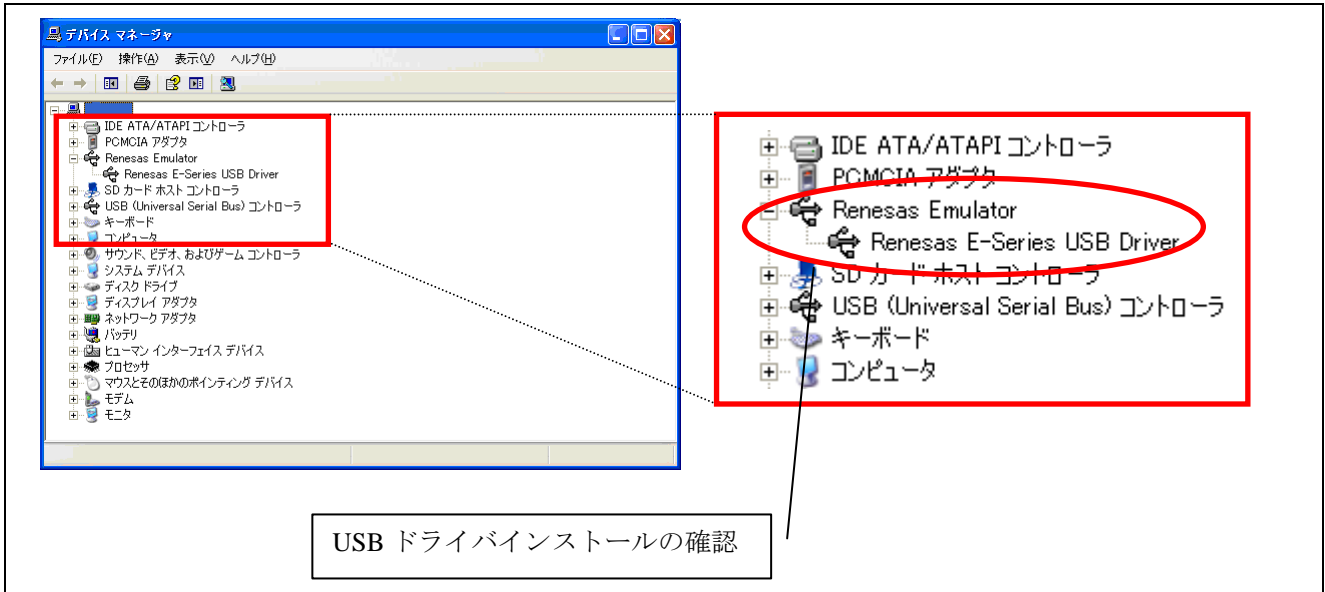 デバイス マネージャ
ファイル(F) 操作(A) 表示(V) ヘルプ(H)
IDE ATA/ATAPI コントローラ
PCMCIA アダプタ
Renesas Emulator
Renesas E-Series USB Driver
SD カード ホスト コントローラ
USB (Universal Serial Bus) コントローラ
キーボード
コンピュータ
サウンド、ビデオ、およびゲーム コントローラ
システム デバイス
ディスク ドライブ
ディスプレイ アダプタ
ネットワーク アダプタ
バッテリ
ヒューマン インターフェイス デバイス
プロセッサ
マウスとそのほかのポインティング デバイス
モデム
モニタ
IDE ATA/ATAPI コントローラ
PCMCIA アダプタ
Renesas Emulator
Renesas E-Series USB Driver
SD カード ホスト コントローラ
USB (Universal Serial Bus) コントローラ
キーボード
コンピュータ
USB ドライバインストールの確認